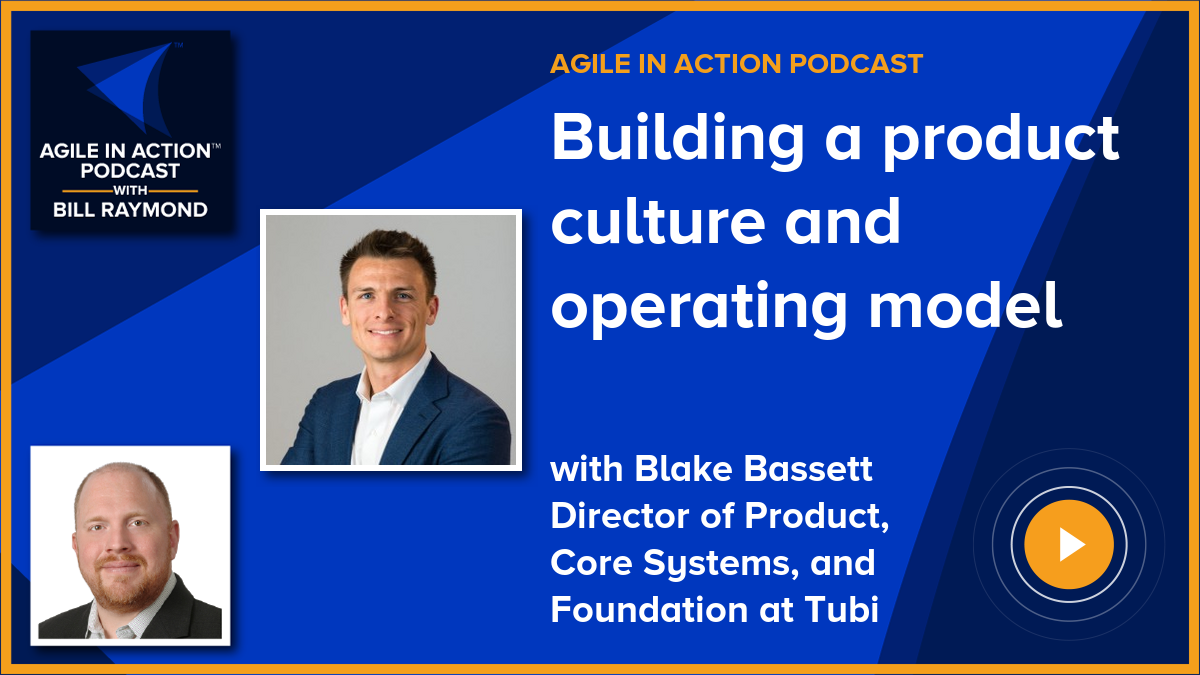 AGILE IN ACTION™
PODCAST
WITH
BILL RAYMOND
AGILE IN ACTION PODCAST
Building a product
culture and
operating model
with Blake Bassett
Director of Product,
Core Systems, and
Foundation at Tubi